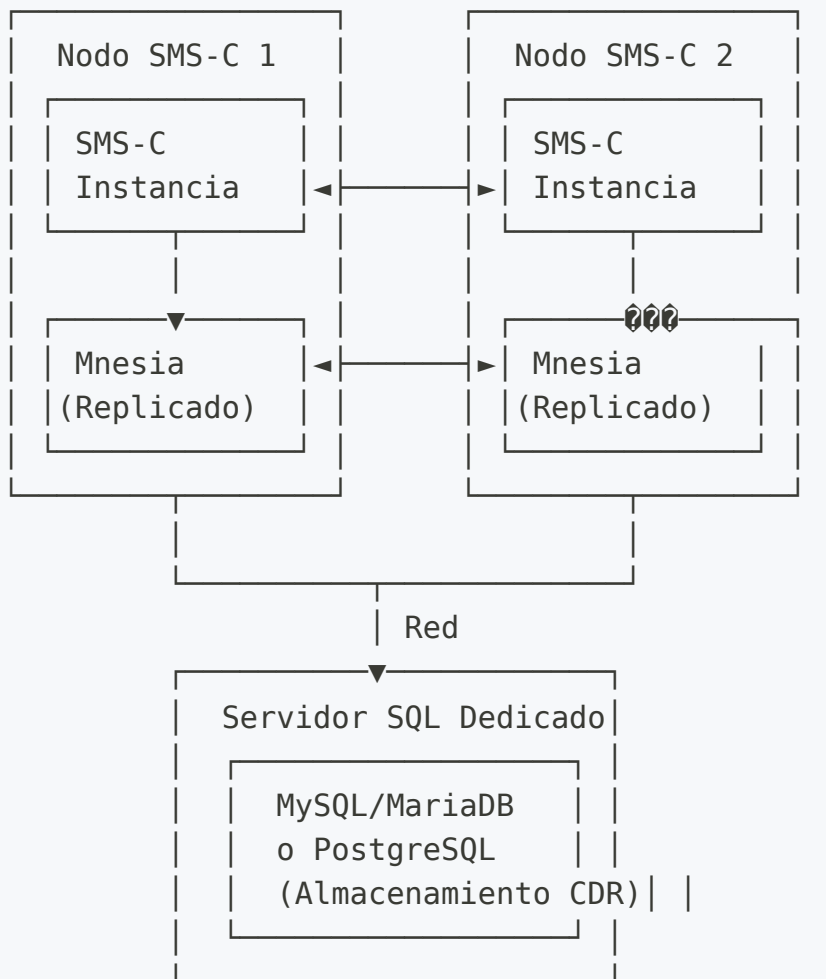 Nodo SMS-C 1
Nodo SMS-C 2
SMS-C
Instancia
SMS-C
Instancia
Mnesia
(Replicado)
���
Mnesia
(Replicado)
Red
Servidor SQL Dedicado
MySQL/MariaDB
o PostgreSQL
(Almacenamiento CDR)